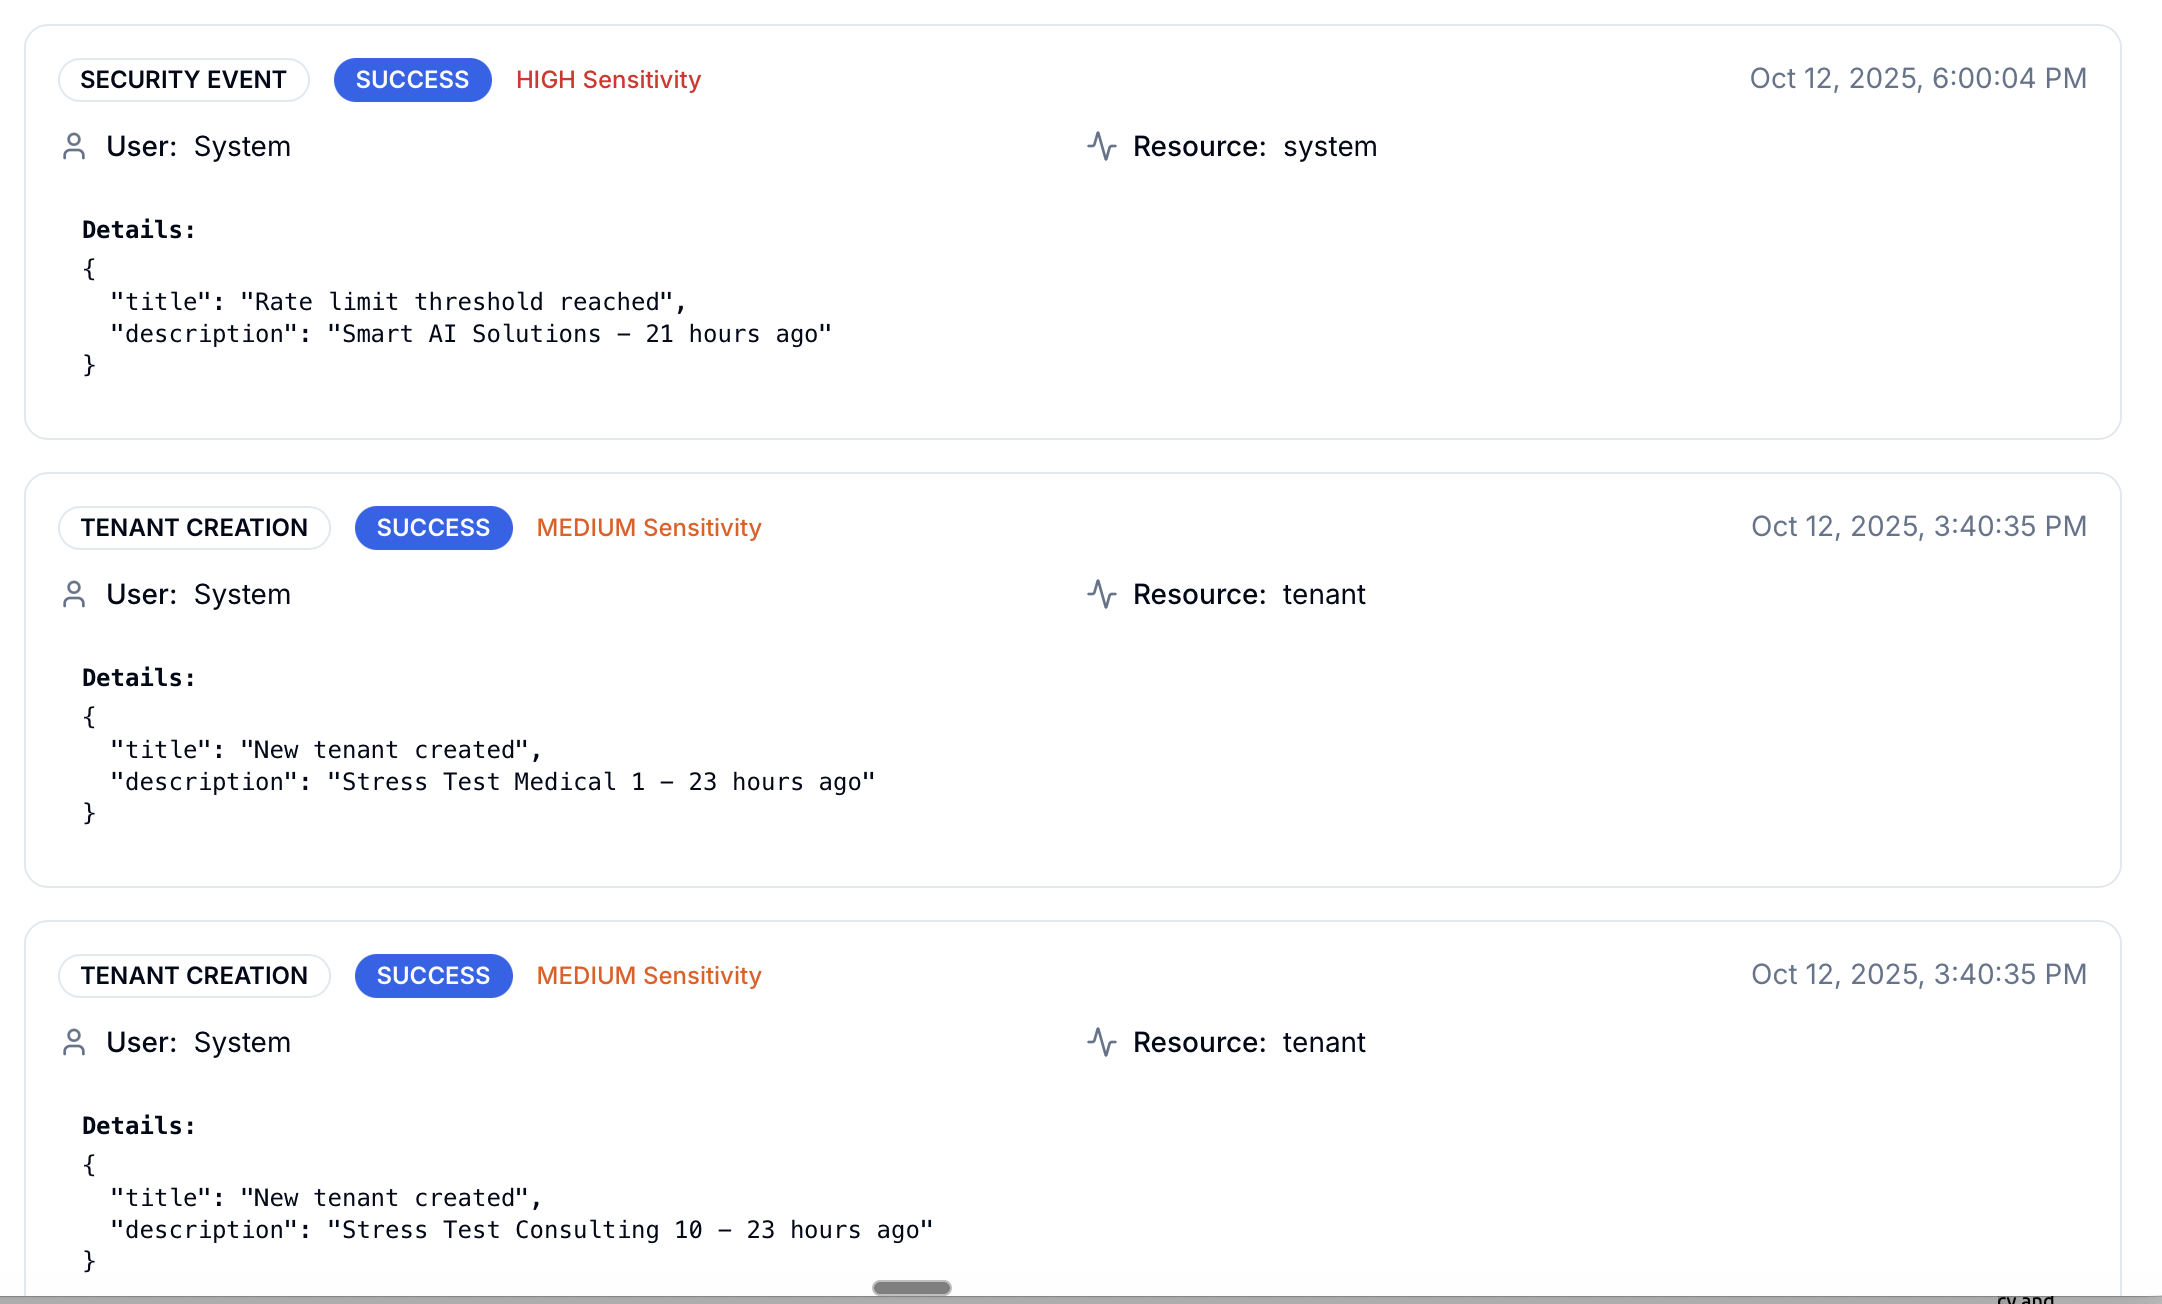 SECURITY EVENT SUCCESS HIGH Sensitivity Oct 12, 2025, 6:00:04 PM
User: System Resource: system
Details:
{
  "title": "Rate limit threshold reached",
  "description": "Smart AI Solutions – 21 hours ago"
}
TENANT CREATION SUCCESS MEDIUM Sensitivity Oct 12, 2025, 3:40:35 PM
User: System Resource: tenant
Details:
{
  "title": "New tenant created",
  "description": "Stress Test Medical 1 – 23 hours ago"
}
TENANT CREATION SUCCESS MEDIUM Sensitivity Oct 12, 2025, 3:40:35 PM
User: System Resource: tenant
Details:
{
  "title": "New tenant created",
  "description": "Stress Test Consulting 10 – 23 hours ago"
}